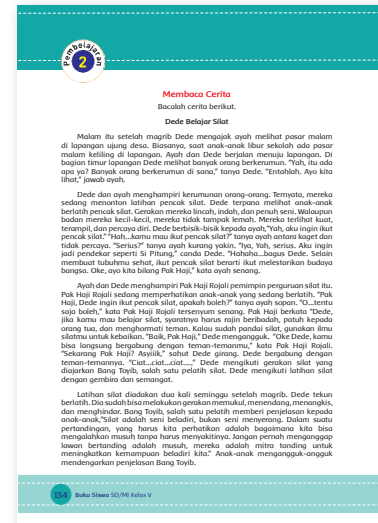 Pembelajaran
2
Membaca Cerita
Bacalah cerita berikut.
Dede Belajar Silat
Malam itu setelah magrib Dede mengajak ayah melihat pasar malam
di lapangan ujung desa. Biasanya, saat anak-anak libur sekolah ada pasar
malam keliling di lapangan. Ayah dan Dede berjalan menuju lapangan. Di
bagian timur lapangan Dede melihat banyak orang berkerumun. “Yah, itu ada
apa ya? Banyak orang berkerumun di sana,” tanya Dede. “Entahlah. Ayo kita
lihat,” jawab ayah.
Dede dan ayah menghampiri kerumunan orang-orang. Ternyata, mereka
sedang menonton latihan pencak silat. Dede terpana melihat anak-anak
berlatih pencak silat. Gerakan mereka lincah, indah, dan penuh seni. Walaupun
badan mereka kecil-kecil, mereka tidak tampak lemah. Mereka terlihat kuat,
terampil, dan percaya diri. Dede berbisik-bisik kepada ayah,“Yah, aku ingin ikut
pencak silat.” “Hah...kamu mau ikut pencak silat?” tanya ayah antara kaget dan
tidak percaya. “Serius?” tanya ayah kurang yakin. “Iya, Yah, serius. Aku ingin
jadi pendekar seperti Si Pitung,” canda Dede. “Hahaha...bagus Dede. Selain
membuat tubuhmu sehat, ikut pencak silat berarti ikut melestarikan budaya
bangsa. Oke, ayo kita bilang Pak Haji,” kata ayah senang.
Ayah dan Dede menghampiri Pak Haji Rojali pemimpin perguruan silat itu.
Pak Haji Rojali sedang memperhatikan anak-anak yang sedang berlatih. “Pak
Haji, Dede ingin ikut pencak silat, apakah boleh?” tanya ayah sopan. “O...tentu
saja boleh,” kata Pak Haji Rojali tersenyum senang. Pak Haji berkata “Dede,
jika kamu mau belajar silat, syaratnya harus rajin beribadah, patuh kepada
orang tua, dan menghormati teman. Kalau sudah pandai silat, gunakan ilmu
silatmu untuk kebaikan. “Baik, Pak Haji,” Dede mengangguk. “Oke Dede, kamu
bisa langsung bergabung dengan teman-temanmu,” kata Pak Haji Rojali.
“Sekarang Pak Haji? Asyiiik,” sahut Dede girang. Dede bergabung dengan
teman-temannya. “Ciat...ciat...ciat....,” Dede mengikuti gerakan silat yang
diajarkan Bang Toyib, salah satu pelatih silat. Dede mengikuti latihan silat
dengan gembira dan semangat.
Latihan silat diadakan dua kali seminggu setelah magrib. Dede tekun
berlatih. Dia sudah bisa melakukan gerakan memukul, menendang, menangkis,
dan menghindar. Bang Toyib, salah satu pelatih memberi penjelasan kepada
anak-anak,“Silat adalah seni beladiri, bukan seni menyerang. Dalam suatu
pertandingan, yang harus kita perhatikan adalah bagaimana kita bisa
mengalahkan musuh tanpa harus menyakitinya. Jangan pernah menganggap
lawan bertanding adalah musuh, mereka adalah mitra tanding untuk
meningkatkan kemampuan beladiri kita.” Anak-anak mengangguk-angguk
mendengarkan penjelasan Bang Toyib.
134 Buku Siswa SD/MI Kelas V